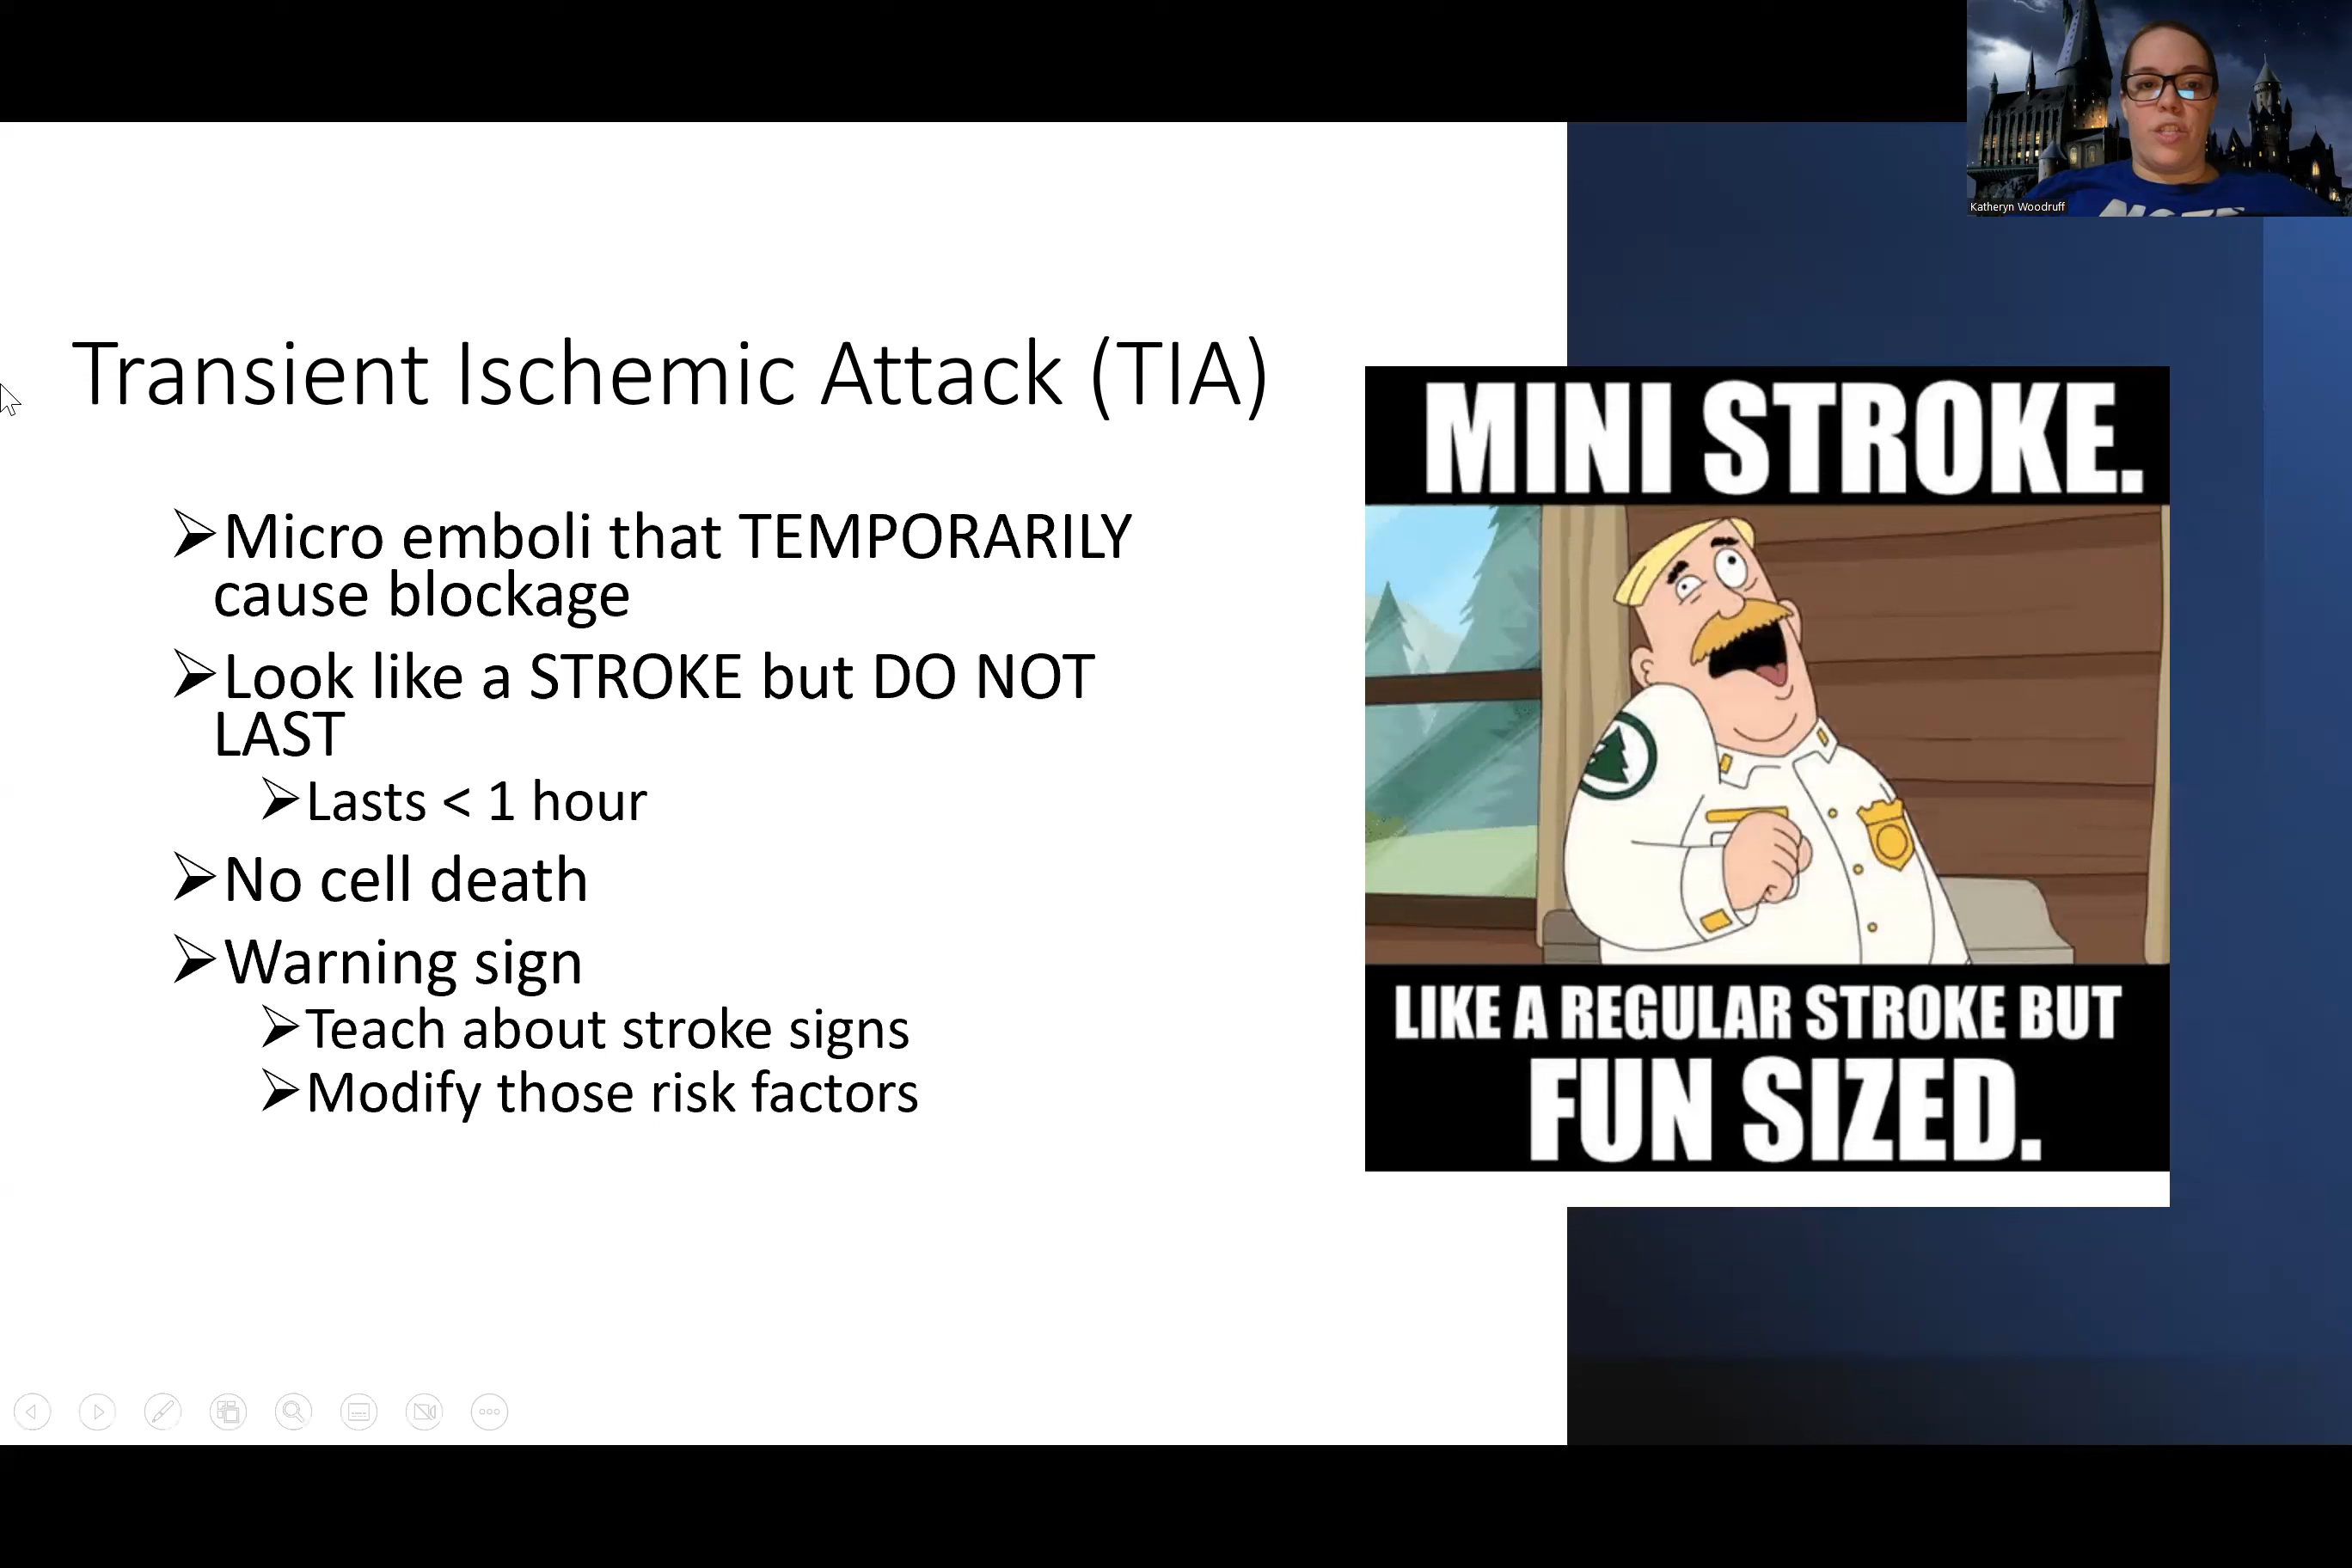 Katheryn Woodruff
Transient Ischemic Attack (TIA)
Micro emboli that TEMPORARILY
cause blockage
Look like a STROKE but DO NOT
LAST
Lasts < 1 hour
No cell death
Warning sign
Teach about stroke signs
Modify those risk factors
MINI STROKE.
LIKE A REGULAR STROKE BUT
FUN SIZED.